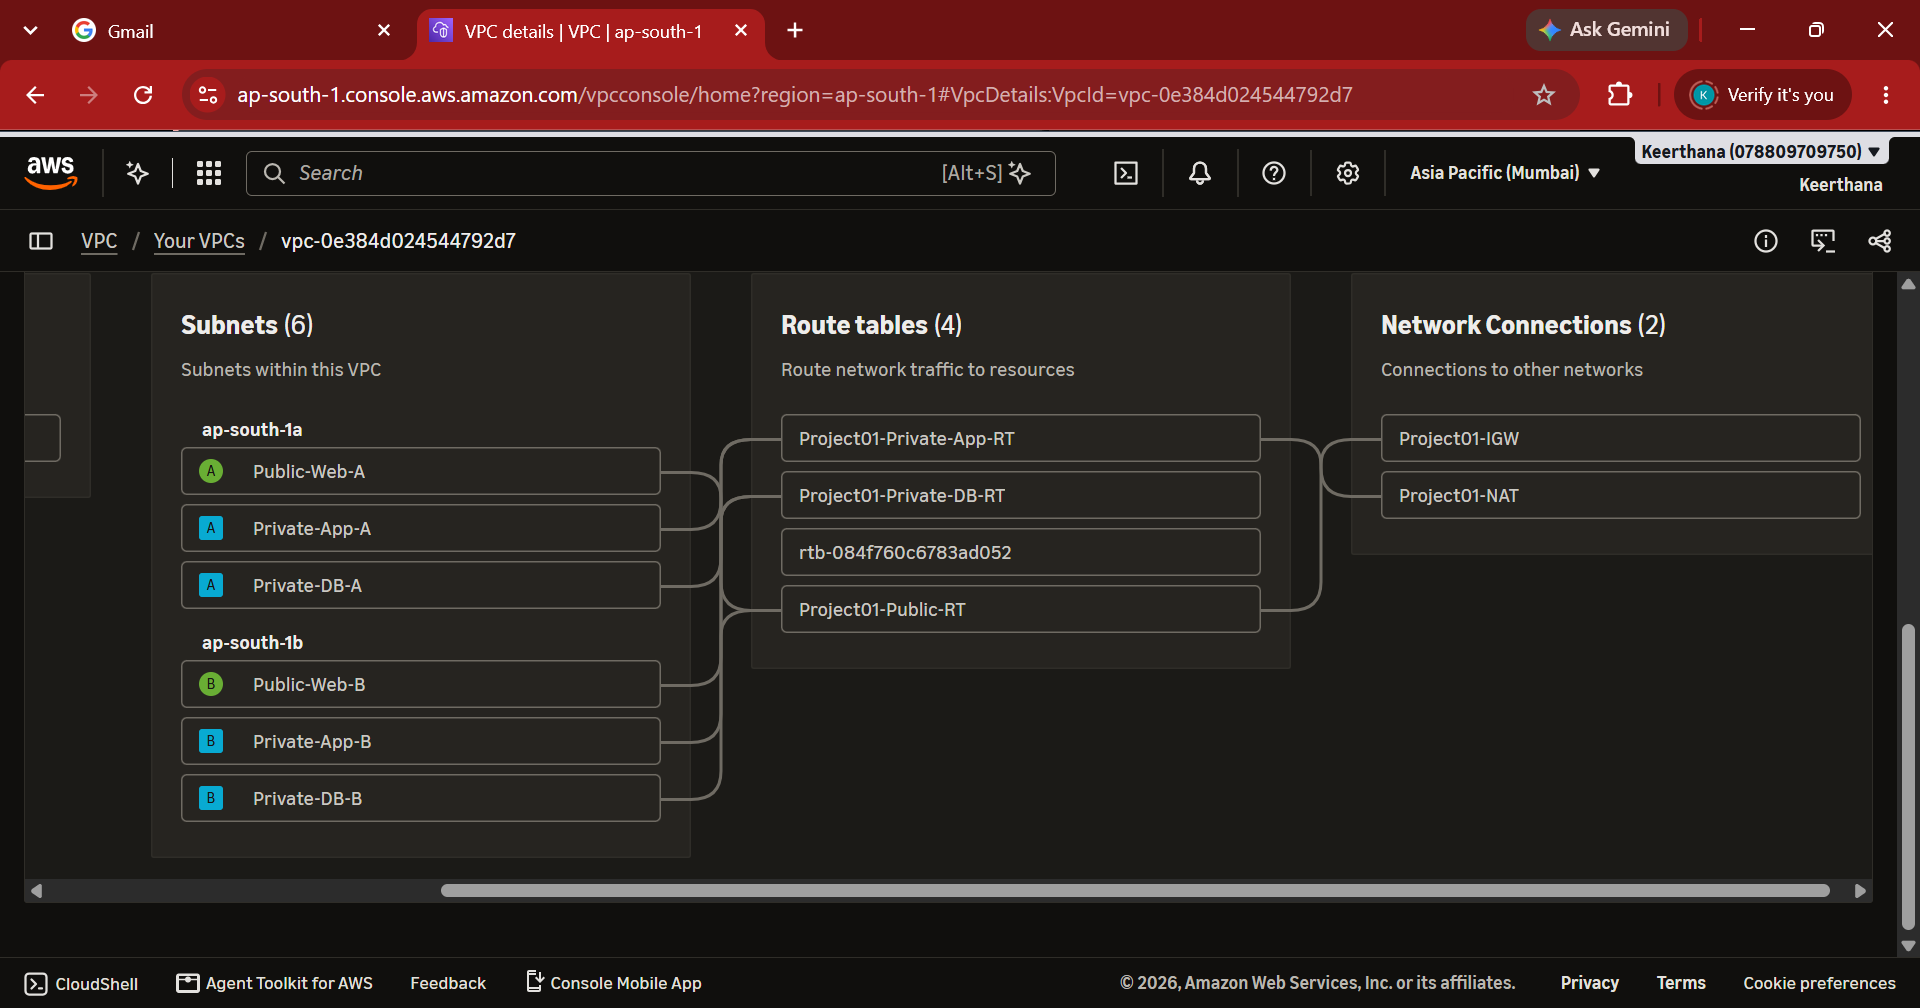 Gmail
VPC details | VPC | ap-south-1
Ask Gemini
ap-south-1.console.aws.amazon.com/vpcconsole/home?region=ap-south-1#VpcDetails:VpcId=vpc-0e384d024544792d7
K
Verify it's you
aws
Search
[Alt+S]
Asia Pacific (Mumbai)
Keerthana (078809709750)
Keerthana
VPC / Your VPCs / vpc-0e384d024544792d7
Subnets (6)
Subnets within this VPC
ap-south-1a
A Public-Web-A
A Private-App-A
A Private-DB-A
ap-south-1b
B Public-Web-B
B Private-App-B
B Private-DB-B
Route tables (4)
Route network traffic to resources
Project01-Private-App-RT
Project01-Private-DB-RT
rtb-084f760c6783ad052
Project01-Public-RT
Network Connections (2)
Connections to other networks
Project01-IGW
Project01-NAT
CloudShell
Agent Toolkit for AWS
Feedback
Console Mobile App
© 2026, Amazon Web Services, Inc. or its affiliates.
Privacy
Terms
Cookie preferences